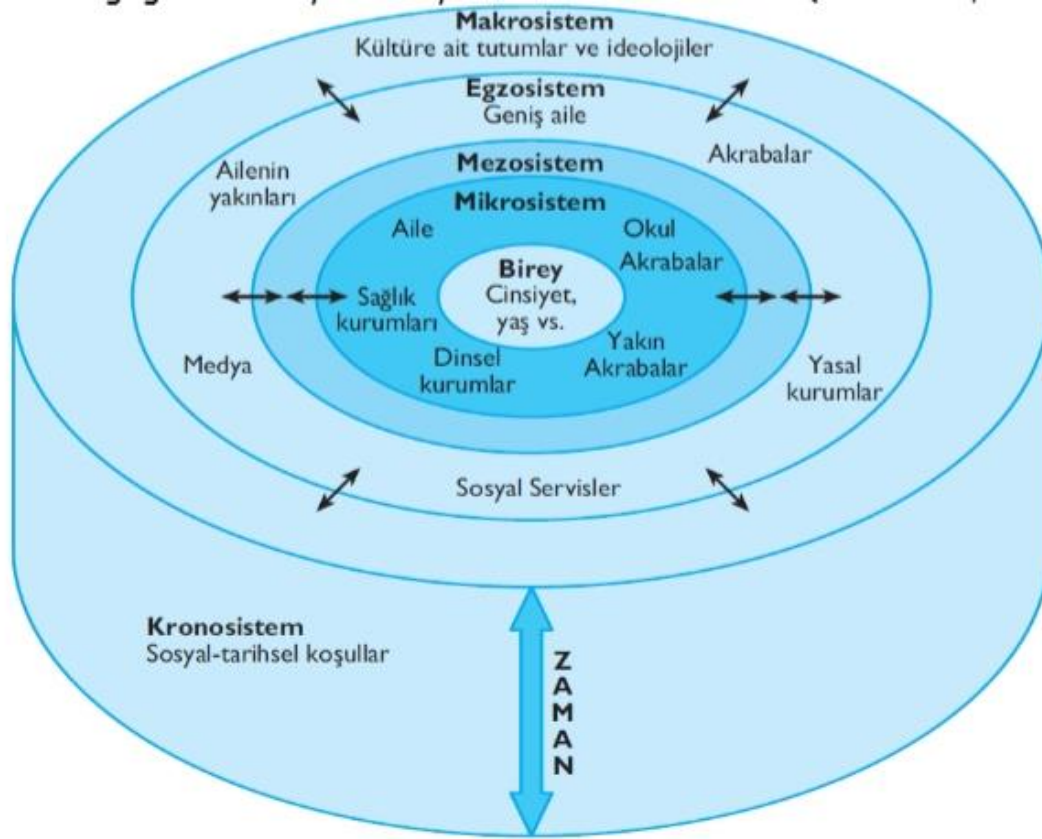 Makrosistem
Kültüre ait tutumlar ve ideolojiler
Egzosistem
Geniş aile
Ailenin
yakınları
Akrabalar
Mezosistem
Mikrosistem
Aile
Okul
Akrabalar
Birey
Cinsiyet,
yaş vs.
Sağlık
kurumları
Dinsel
kurumlar
Yakın
Akrabalar
Medya
Yasal
kurumlar
Sosyal Servisler
Kronosistem
Sosyal-tarihsel koşullar
ZAMAN